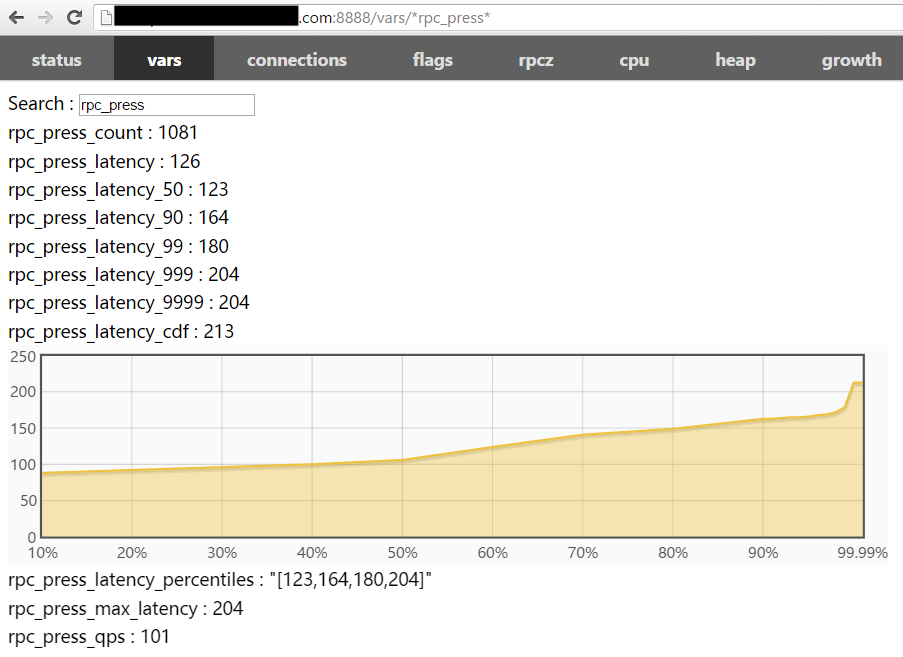 .com:8888/vars/*rpc_press*
status vars connections flags rpcz cpu heap growth
Search : rpc_press
rpc_press_count : 1081
rpc_press_latency : 126
rpc_press_latency_50 : 123
rpc_press_latency_90 : 164
rpc_press_latency_99 : 180
rpc_press_latency_999 : 204
rpc_press_latency_9999 : 204
rpc_press_latency_cdf : 213
250
200
150
100
50
0
10% 20% 30% 40% 50% 60% 70% 80% 90% 99.99%
rpc_press_latency_percentiles : "[123,164,180,204]"
rpc_press_max_latency : 204
rpc_press_qps : 101